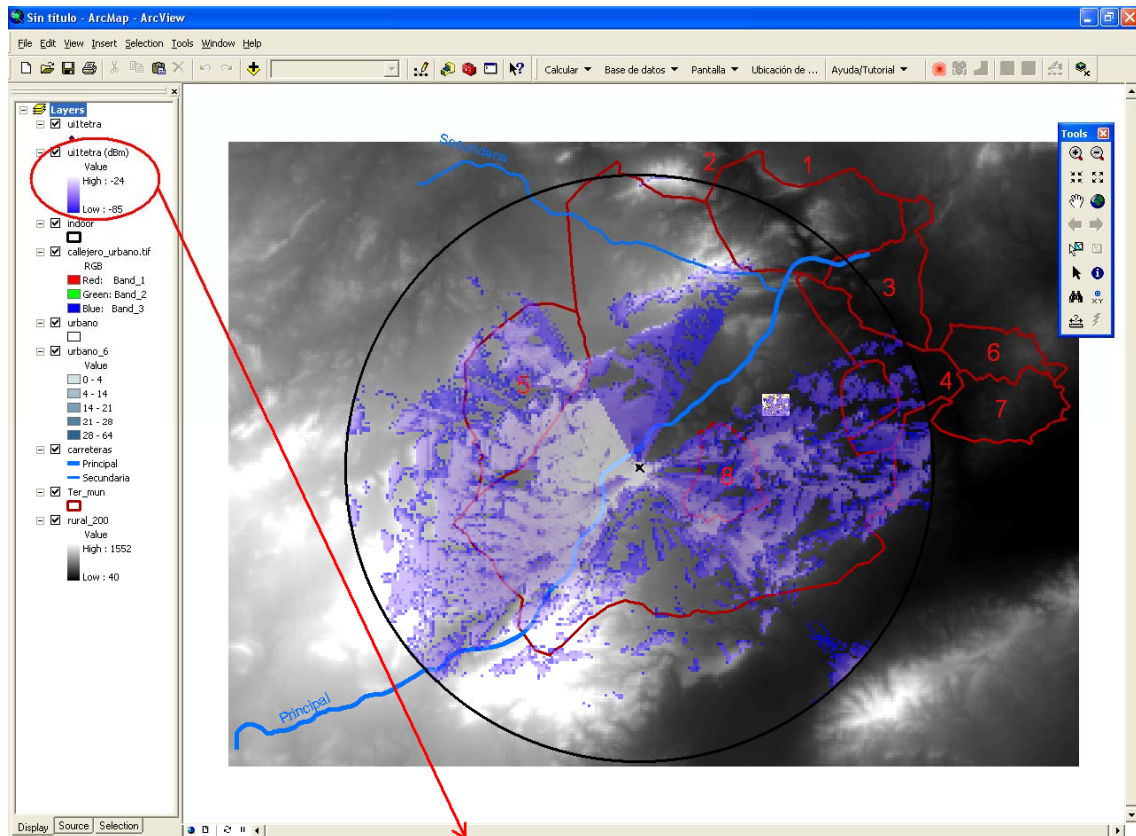 Sin título - ArcMap - ArcView
File Edit View Insert Selection Tools Window Help
Calcular Base de datos Pantalla Ubicación de ... Ayuda/Tutorial
Layers
ui1tetra
ui1tetra (dBm)
Value
High : -24
Low : -85
indoor
callejero_urbano.tif
RGB
Red: Band_1
Green: Band_2
Blue: Band_3
urbano
urbano_6
Value
0 - 4
4 - 14
14 - 21
21 - 28
28 - 64
carreteras
Principal
Secundaria
Ter_mun
rural_200
Value
High : 1552
Low : 40
Display Source Selection
Secundaria
2
1
3
6
4
7
5
8
Principal
Tools
XY